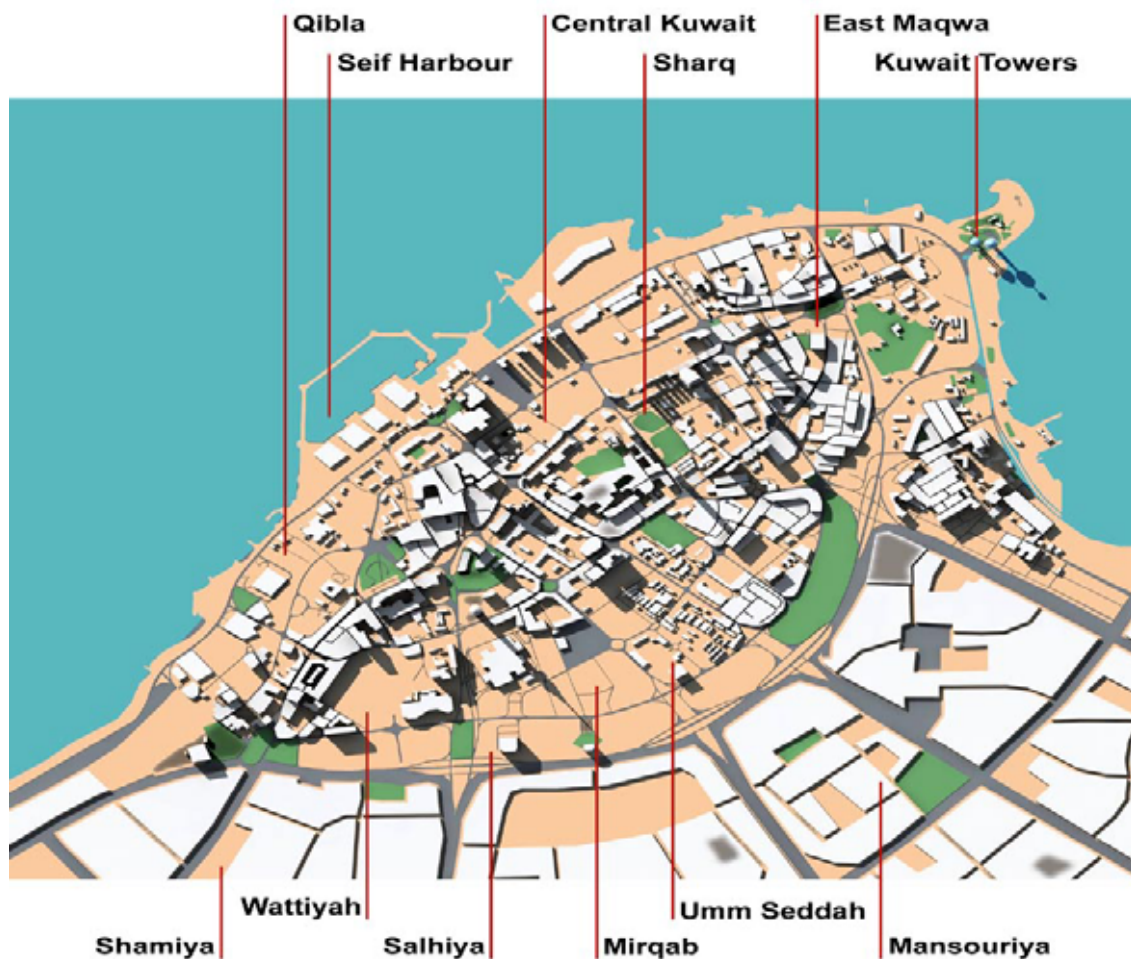 Qibla Central Kuwait East Maqwa
Seif Harbour Sharq Kuwait Towers
Wattiyah Umm Seddah
Shamiya Salhiya Mirqab Mansouriya